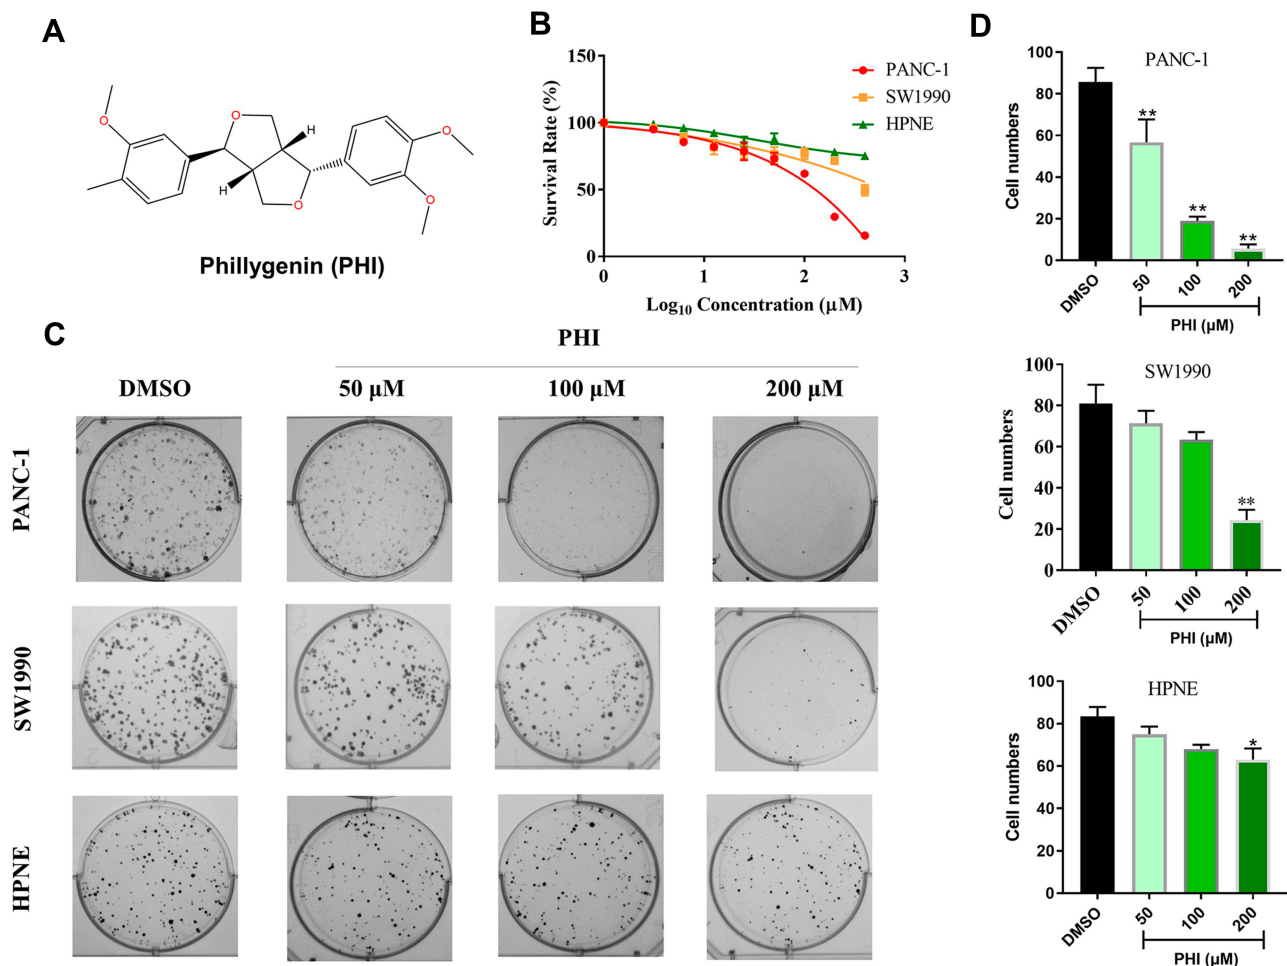 A
O
O
H
H
O
O
O
Phillygenin (PHI)
B
150
100
50
0
Survival Rate (%)
PANC-1
SW1990
HPNE
0 1 2 3
Log10 Concentration (μM)
C
PHI
DMSO 50 μM 100 μM 200 μM
PANC-1
SW1990
HPNE
D
PANC-1
100
80
60
40
20
0
Cell numbers
**
**
**
DMSO 50 100 200
PHI (μM)
SW1990
100
80
60
40
20
0
Cell numbers
**
DMSO 50 100 200
PHI (μM)
HPNE
100
80
60
40
20
0
Cell numbers
*
DMSO 50 100 200
PHI (μM)